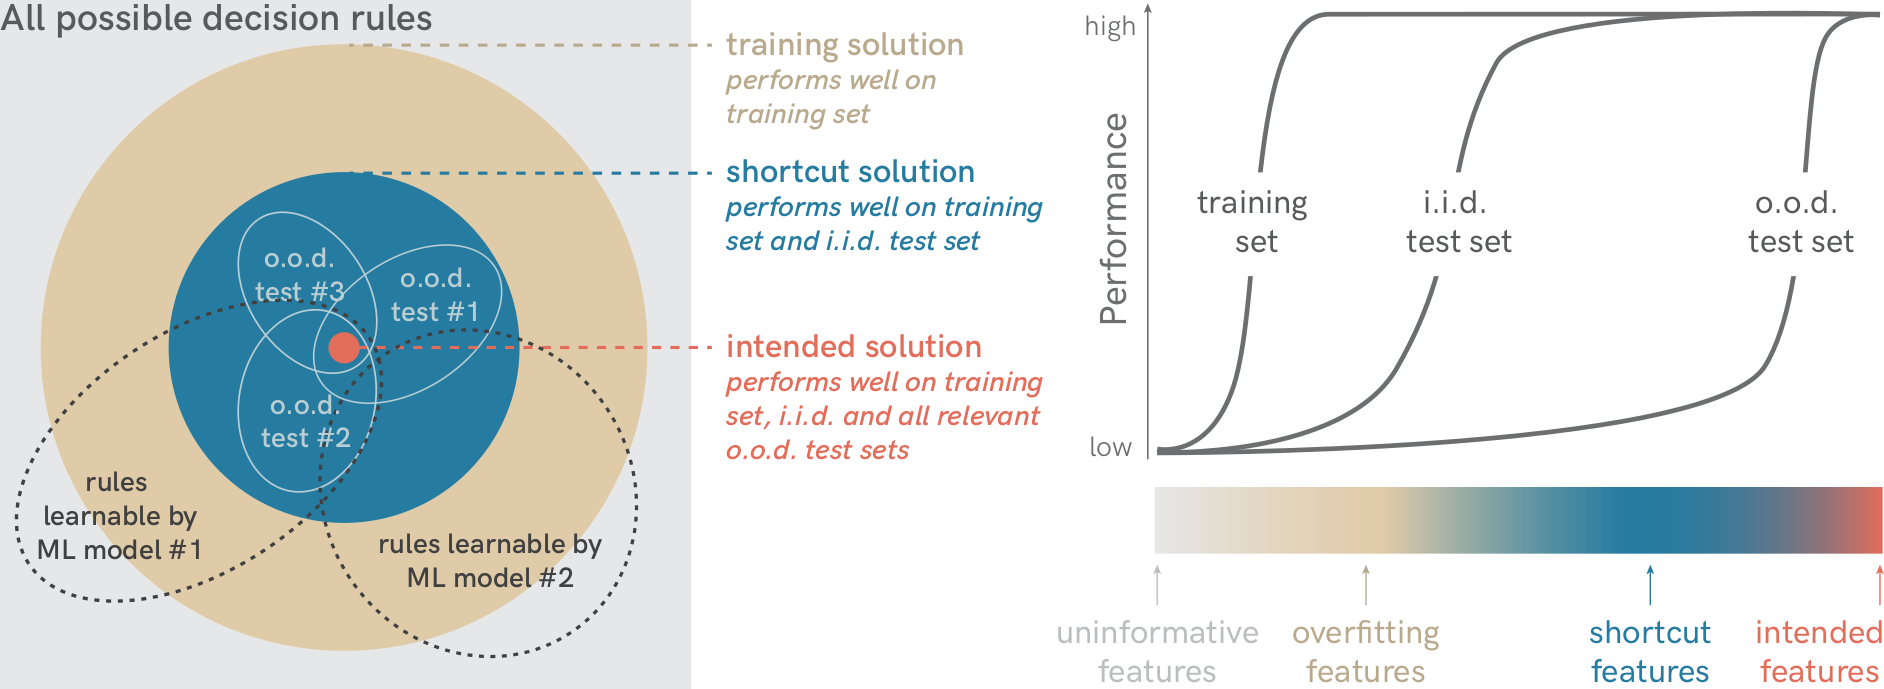 All possible decision rules
training solution
performs well on
training set
shortcut solution
performs well on training
set and i.i.d. test set
intended solution
performs well on training
set, i.i.d. and all relevant
o.o.d. test sets
o.o.d.
test #3
o.o.d.
test #1
o.o.d.
test #2
rules
learnable by
ML model #1
rules learnable by
ML model #2
high
Performance
low
training
set
i.i.d.
test set
o.o.d.
test set
uninformative
features
overfitting
features
shortcut
features
intended
features